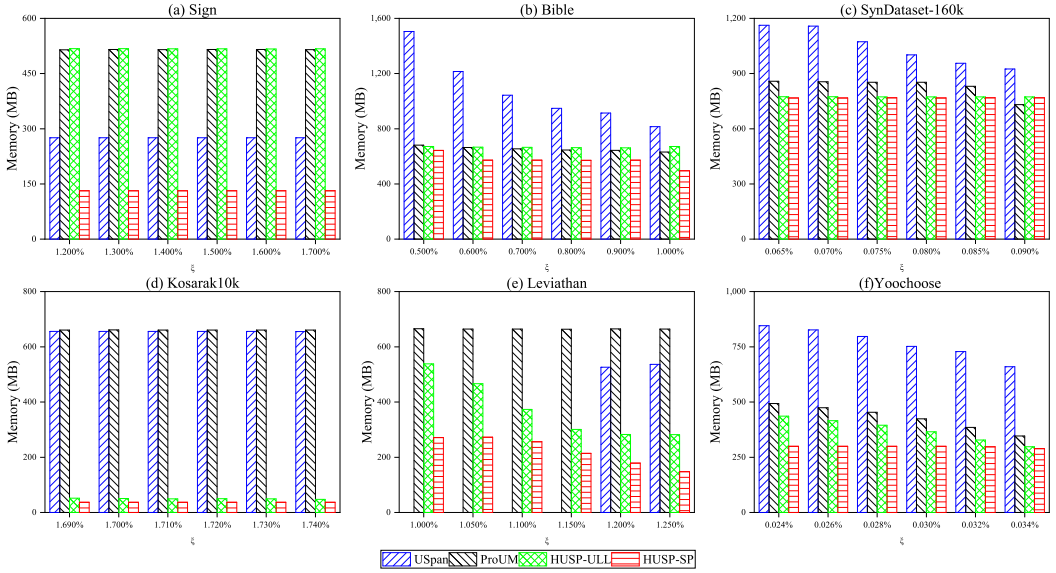 (a) Sign
600
450
300
150
0
Memory (MB)
1.200% 1.300% 1.400% 1.500% 1.600% 1.700%
ξ
(b) Bible
1,600
1,200
800
400
0
Memory (MB)
0.500% 0.600% 0.700% 0.800% 0.900% 1.000%
ξ
(c) SynDataset-160k
1,200
900
600
300
0
Memory (MB)
0.065% 0.070% 0.075% 0.080% 0.085% 0.090%
ξ
(d) Kosarak10k
800
600
400
200
0
Memory (MB)
1.690% 1.700% 1.710% 1.720% 1.730% 1.740%
ξ
(e) Leviathan
800
600
400
200
0
Memory (MB)
1.000% 1.050% 1.100% 1.150% 1.200% 1.250%
ξ
(f)Yoochoose
1,000
750
500
250
0
Memory (MB)
0.024% 0.026% 0.028% 0.030% 0.032% 0.034%
ξ
USpan ProUM HUSP-ULL HUSP-SP